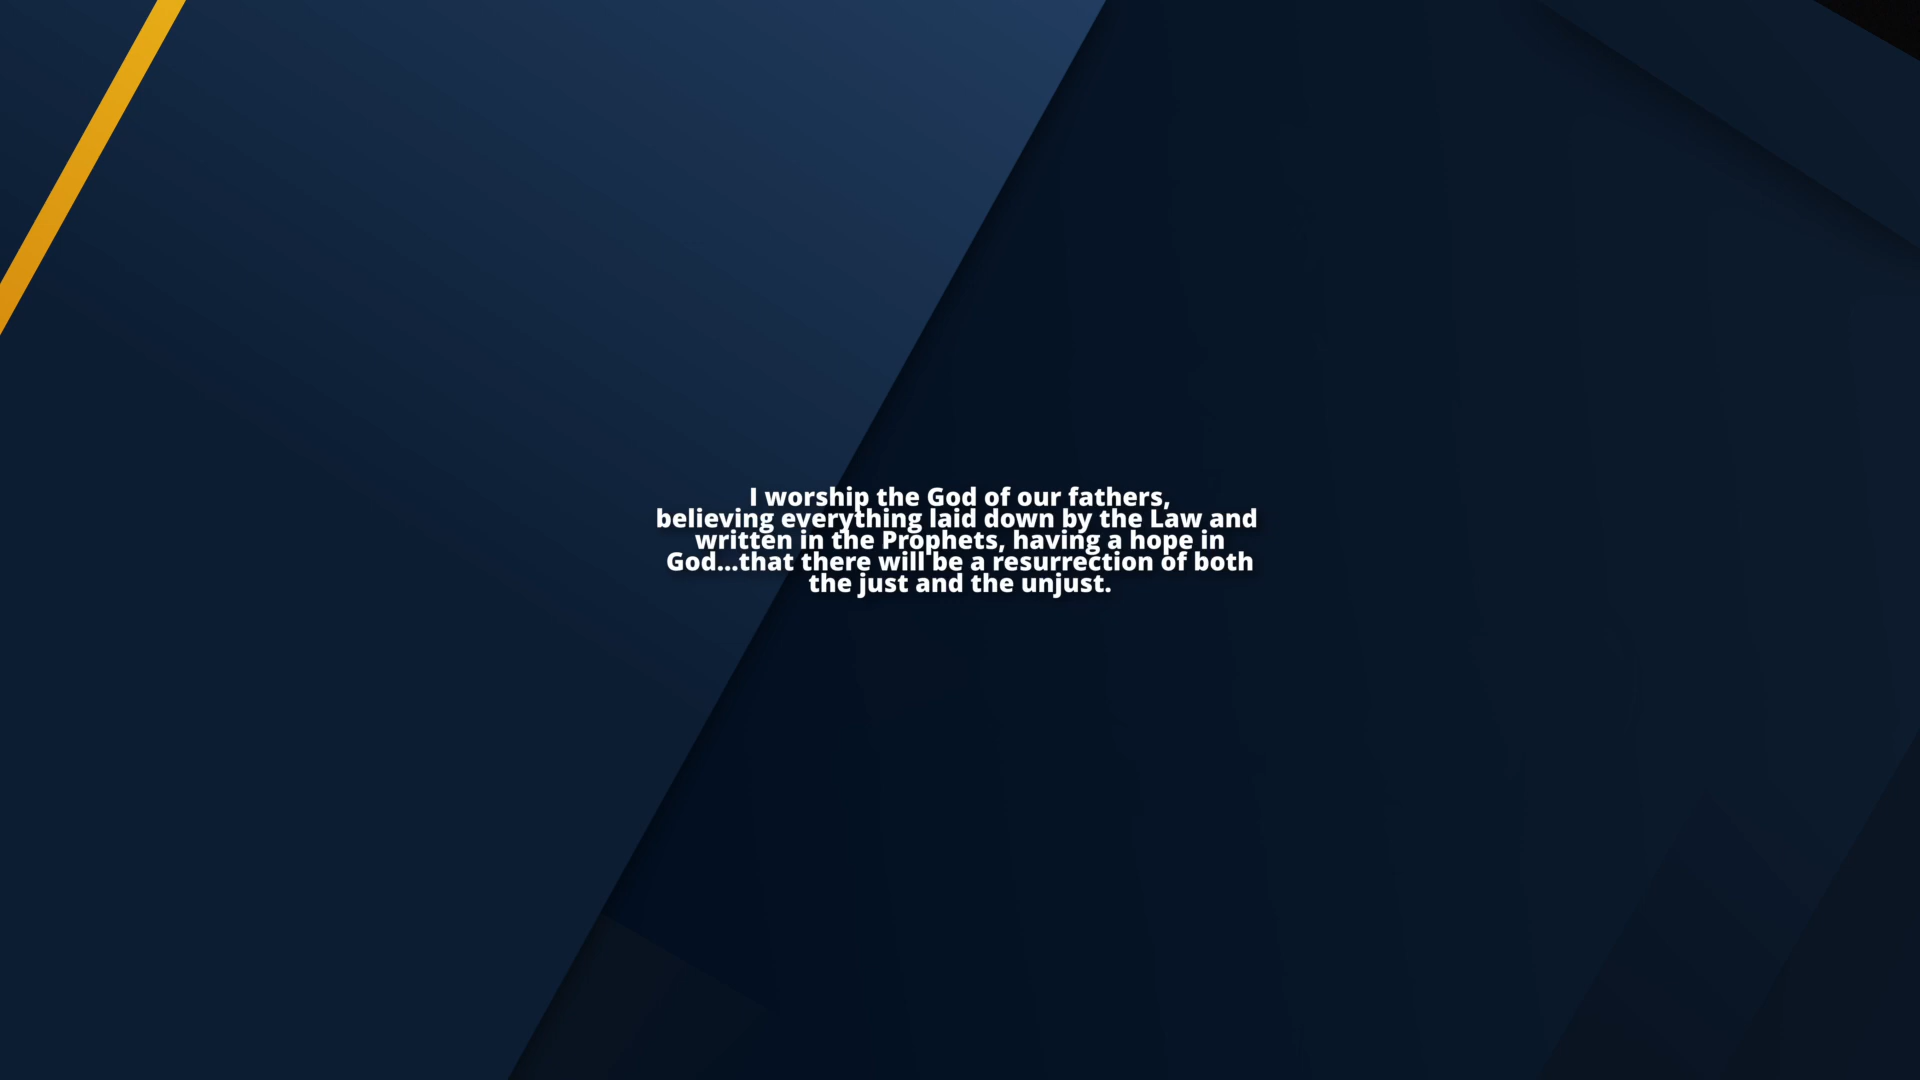 I worship the God of our fathers,
believing everything laid down by the Law and
written in the Prophets, having a hope in
God...that there will be a resurrection of both
the just and the unjust.